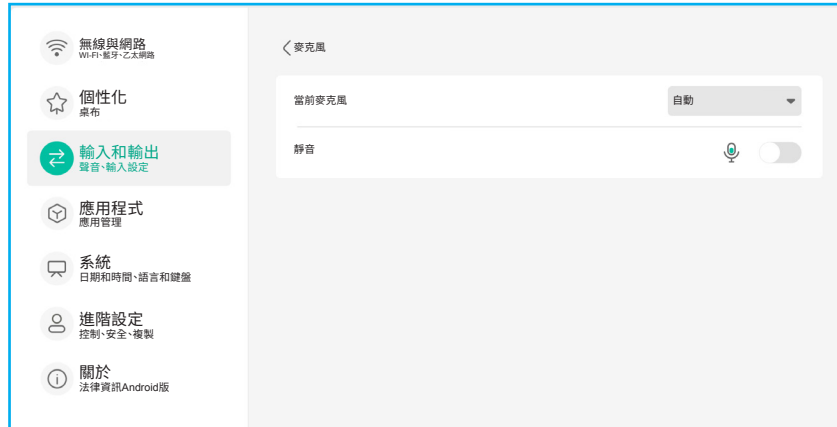 無線與網路
WI-FI、藍牙、乙太網路
個性化
桌布
輸入和輸出
聲音、輸入設定
應用程式
應用管理
系統
日期和時間、語言和鍵盤
進階設定
控制、安全、複製
關於
法律資訊Android版
麥克風
當前麥克風
自動
靜音